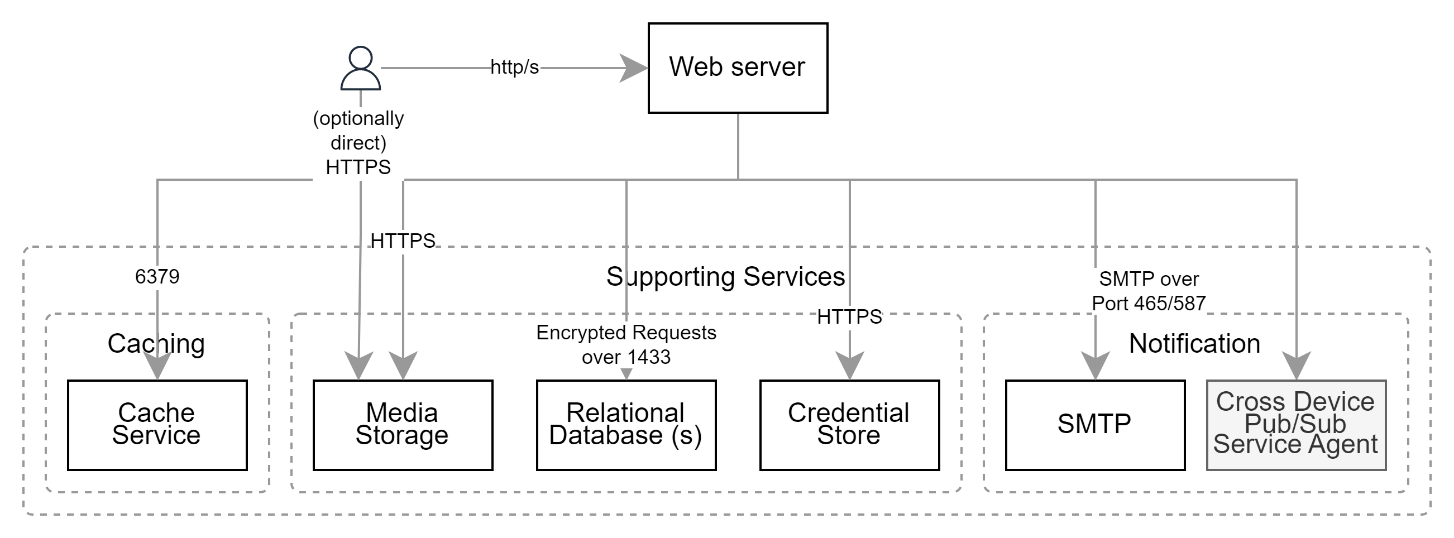 http/s
Web server
(optionally
direct)
HTTPS
HTTPS
6379
Supporting Services
SMTP over
Port 465/587
HTTPS
Encrypted Requests
over 1433
Caching
Notification
Cache
Service
Media
Storage
Relational
Database (s)
Credential
Store
SMTP
Cross Device
Pub/Sub
Service Agent